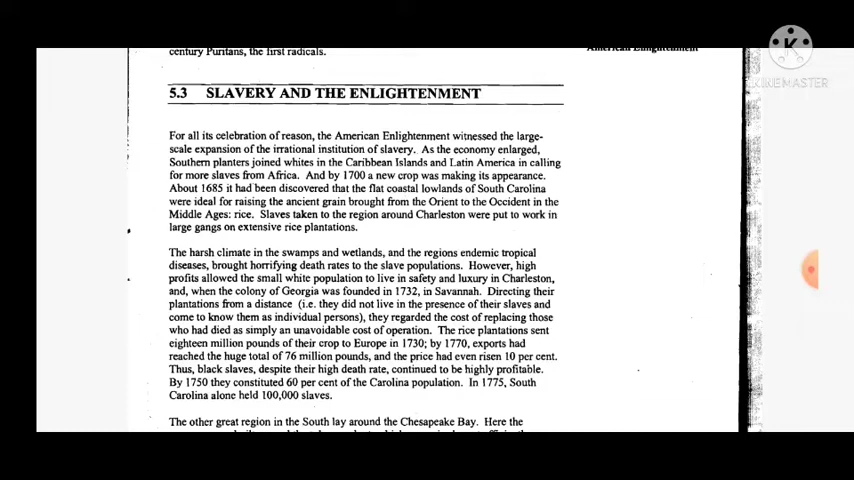 century Puritans, the first radicals.
American Enlightenment
KINEMASTER
5.3 SLAVERY AND THE ENLIGHTENMENT
For all its celebration of reason, the American Enlightenment witnessed the large-
scale expansion of the irrational institution of slavery. As the economy enlarged,
Southern planters joined whites in the Caribbean Islands and Latin America in calling
for more slaves from Africa. And by 1700 a new crop was making its appearance.
About 1685 it had been discovered that the flat coastal lowlands of South Carolina
were ideal for raising the ancient grain brought from the Orient to the Occident in the
Middle Ages: rice. Slaves taken to the region around Charleston were put to work in
large gangs on extensive rice plantations.
The harsh climate in the swamps and wetlands, and the regions endemic tropical
diseases, brought horrifying death rates to the slave populations. However, high
profits allowed the small white population to live in safety and luxury in Charleston,
and, when the colony of Georgia was founded in 1732, in Savannah. Directing their
plantations from a distance (i.e. they did not live in the presence of their slaves and
come to know them as individual persons), they regarded the cost of replacing those
who had died as simply an unavoidable cost of operation. The rice plantations sent
eighteen million pounds of their crop to Europe in 1730; by 1770, exports had
reached the huge total of 76 million pounds, and the price had even risen 10 per cent.
Thus, black slaves, despite their high death rate, continued to be highly profitable.
By 1750 they constituted 60 per cent of the Carolina population. In 1775, South
Carolina alone held 100,000 slaves.
The other great region in the South lay around the Chesapeake Bay. Here the